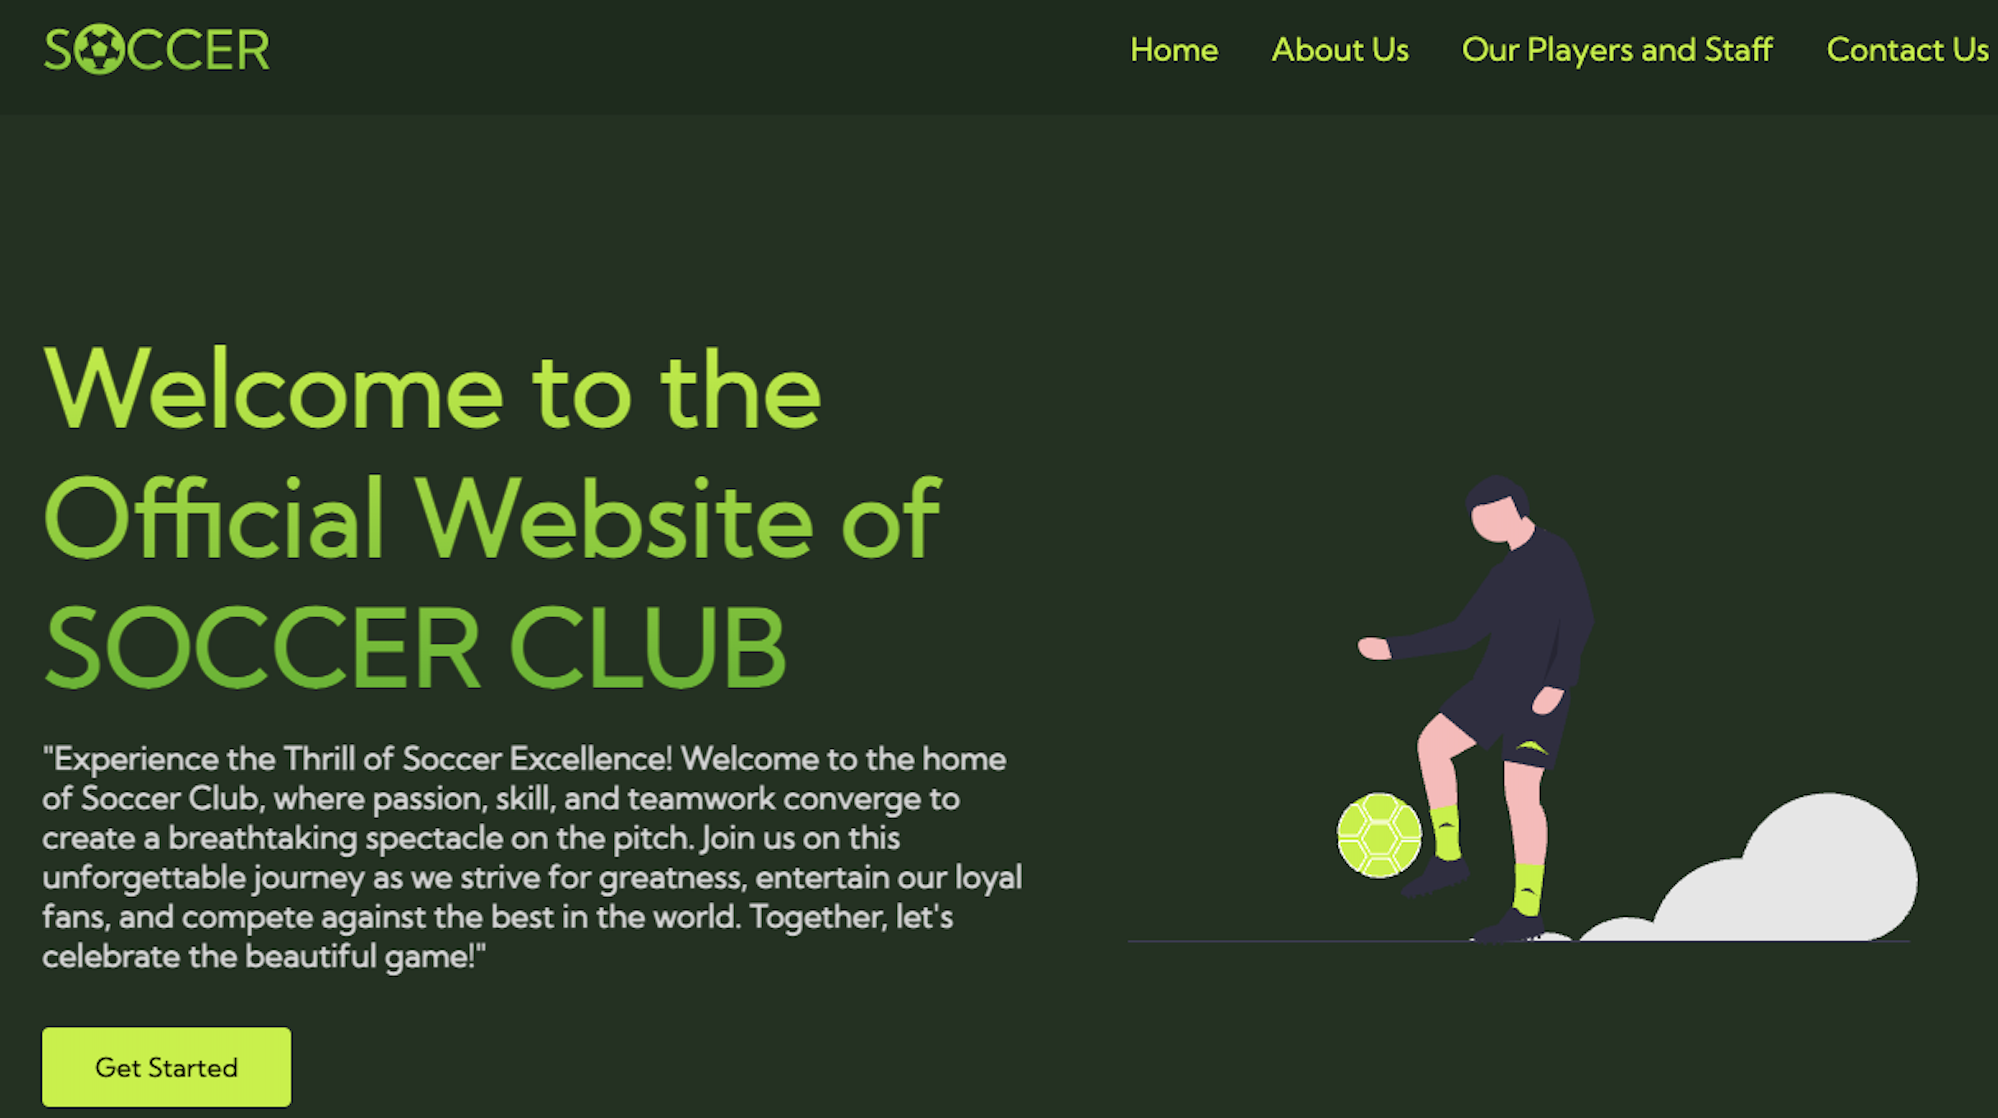 SOCCER
Home About Us Our Players and Staff Contact Us
Welcome to the
Official Website of
SOCCER CLUB
"Experience the Thrill of Soccer Excellence! Welcome to the home
of Soccer Club, where passion, skill, and teamwork converge to
create a breathtaking spectacle on the pitch. Join us on this
unforgettable journey as we strive for greatness, entertain our loyal
fans, and compete against the best in the world. Together, let's
celebrate the beautiful game!"
Get Started